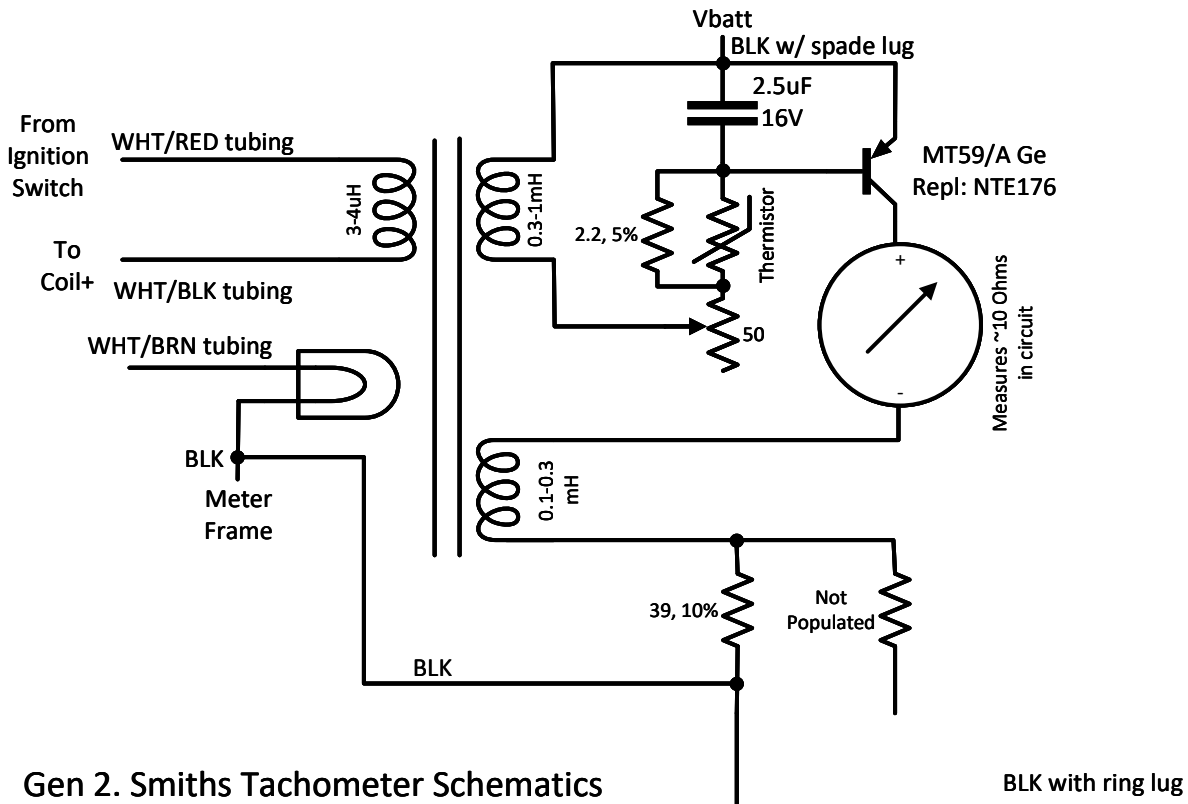 Vbatt
BLK w/ spade lug
2.5uF
16V
From
Ignition
Switch
WHT/RED tubing
MT59/A Ge
Repl: NTE176
3-4uH
0.3-1mH
2.2, 5%
Thermistor
To
Coil+
WHT/BLK tubing
+
50
-
Measures ~10 Ohms
in circuit
WHT/BRN tubing
BLK
Meter
Frame
0.1-0.3
mH
39, 10%
Not
Populated
BLK
Gen 2. Smiths Tachometer Schematics
BLK with ring lug